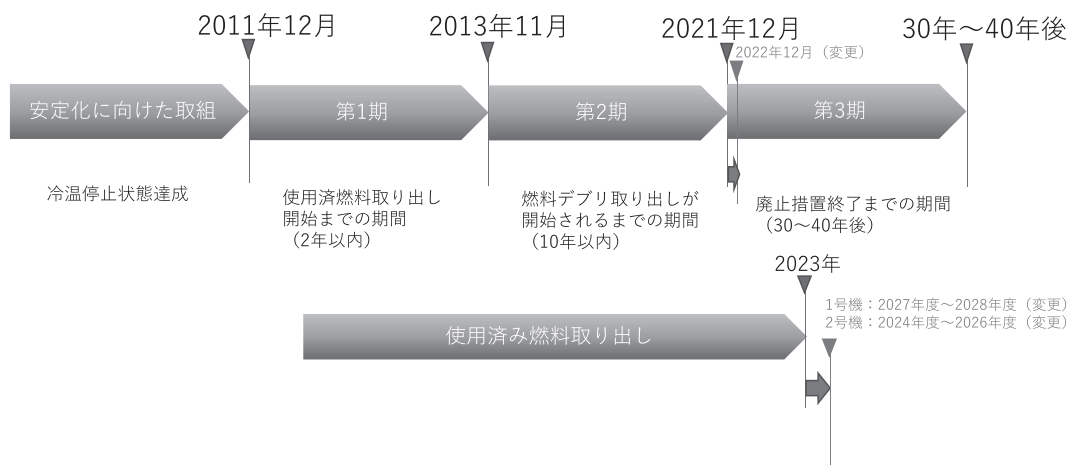 2011年12月
2013年11月
2021年12月
30年～40年後
2022年12月（変更）
安定化に向けた取組
第1期
第2期
第3期
冷温停止状態達成
使用済燃料取り出し
開始までの期間
（2年以内）
燃料デブリ取り出しが
開始されるまでの期間
（10年以内）
廃止措置終了までの期間
（30～40年後）
2023年
1号機：2027年度～2028年度（変更）
2号機：2024年度～2026年度（変更）
使用済み燃料取り出し